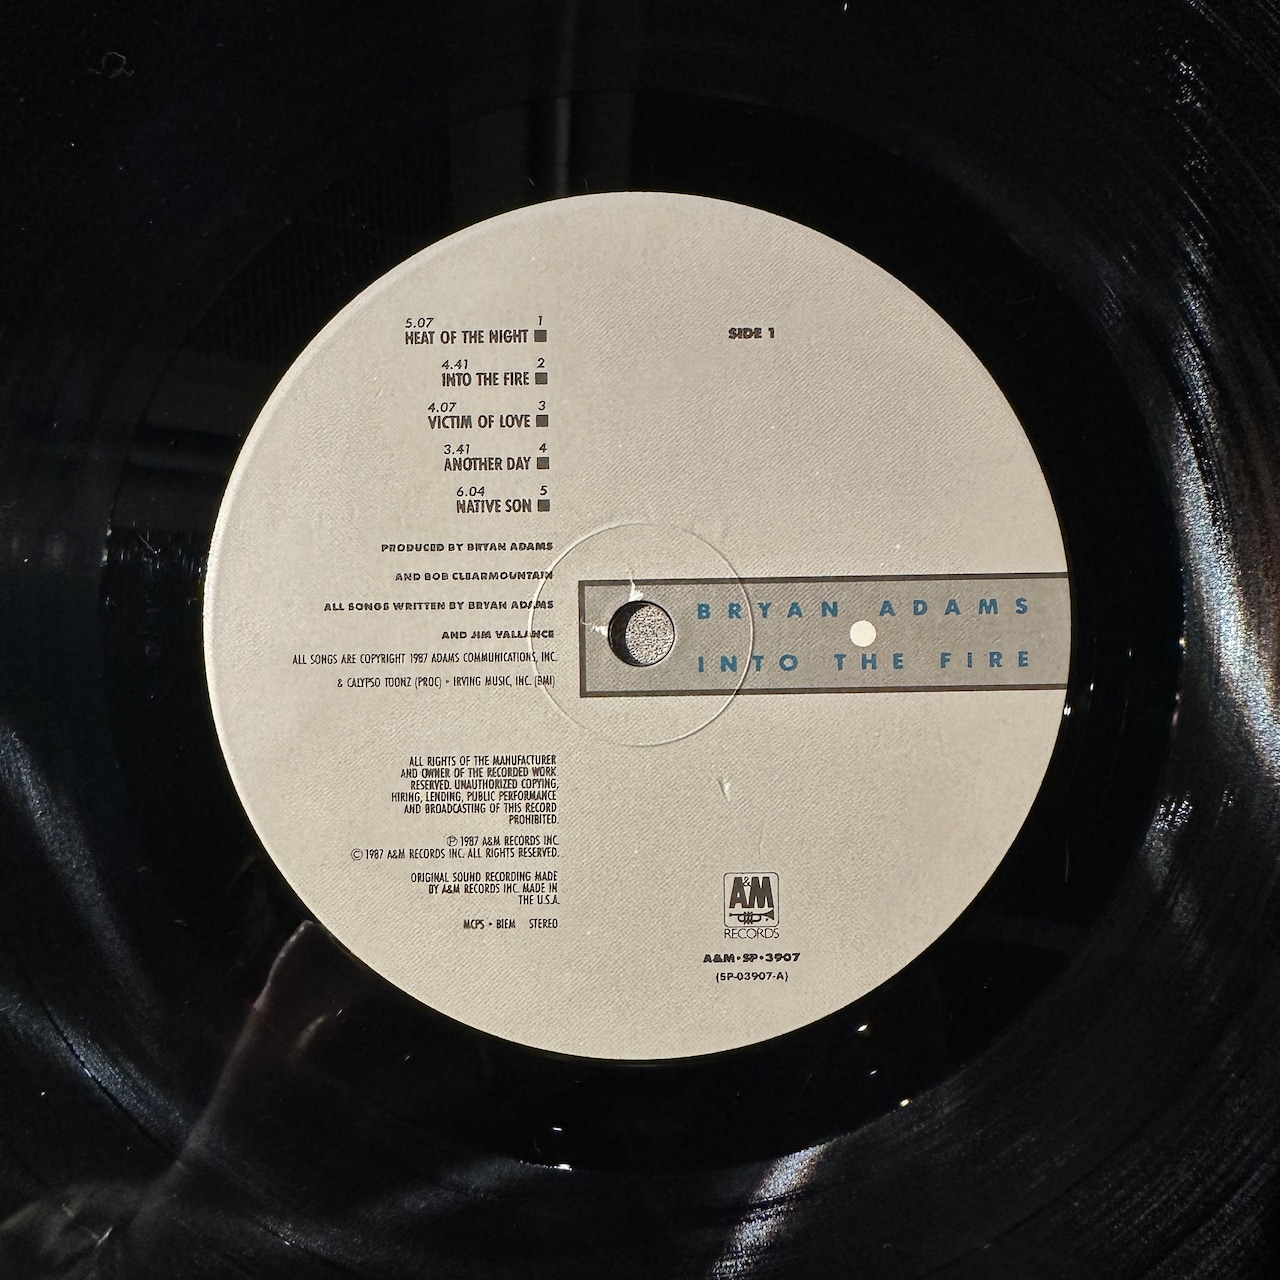 5.07 1
HEAT OF THE NIGHT
4.41 2
INTO THE FIRE
4.07 3
VICTIM OF LOVE
3.41 4
ANOTHER DAY
6.04 5
NATIVE SON
PRODUCED BY BRYAN ADAMS
AND BOB CLEARMOUNTAIN
ALL SONGS WRITTEN BY BRYAN ADAMS
AND JIM VALLANCE
ALL SONGS ARE COPYRIGHT 1987 ADAMS COMMUNICATIONS, INC.
& CALYPSO TOONZ (PROC) - IRVING MUSIC, INC. (BMI)
ALL RIGHTS OF THE MANUFACTURER
AND OWNER OF THE RECORDED WORK
RESERVED. UNAUTHORIZED COPYING,
HIRING, LENDING, PUBLIC PERFORMANCE
AND BROADCASTING OF THIS RECORD
PROHIBITED.
℗ 1987 A&M RECORDS INC.
© 1987 A&M RECORDS INC. ALL RIGHTS RESERVED.
ORIGINAL SOUND RECORDING MADE
BY A&M RECORDS INC. MADE IN
THE U.S.A.
MCPS • BIEM STEREO
SIDE 1
BRYAN ADAMS
INTO THE FIRE
A&M
RECORDS
A&M•SP•3907
(SP-03907-A)